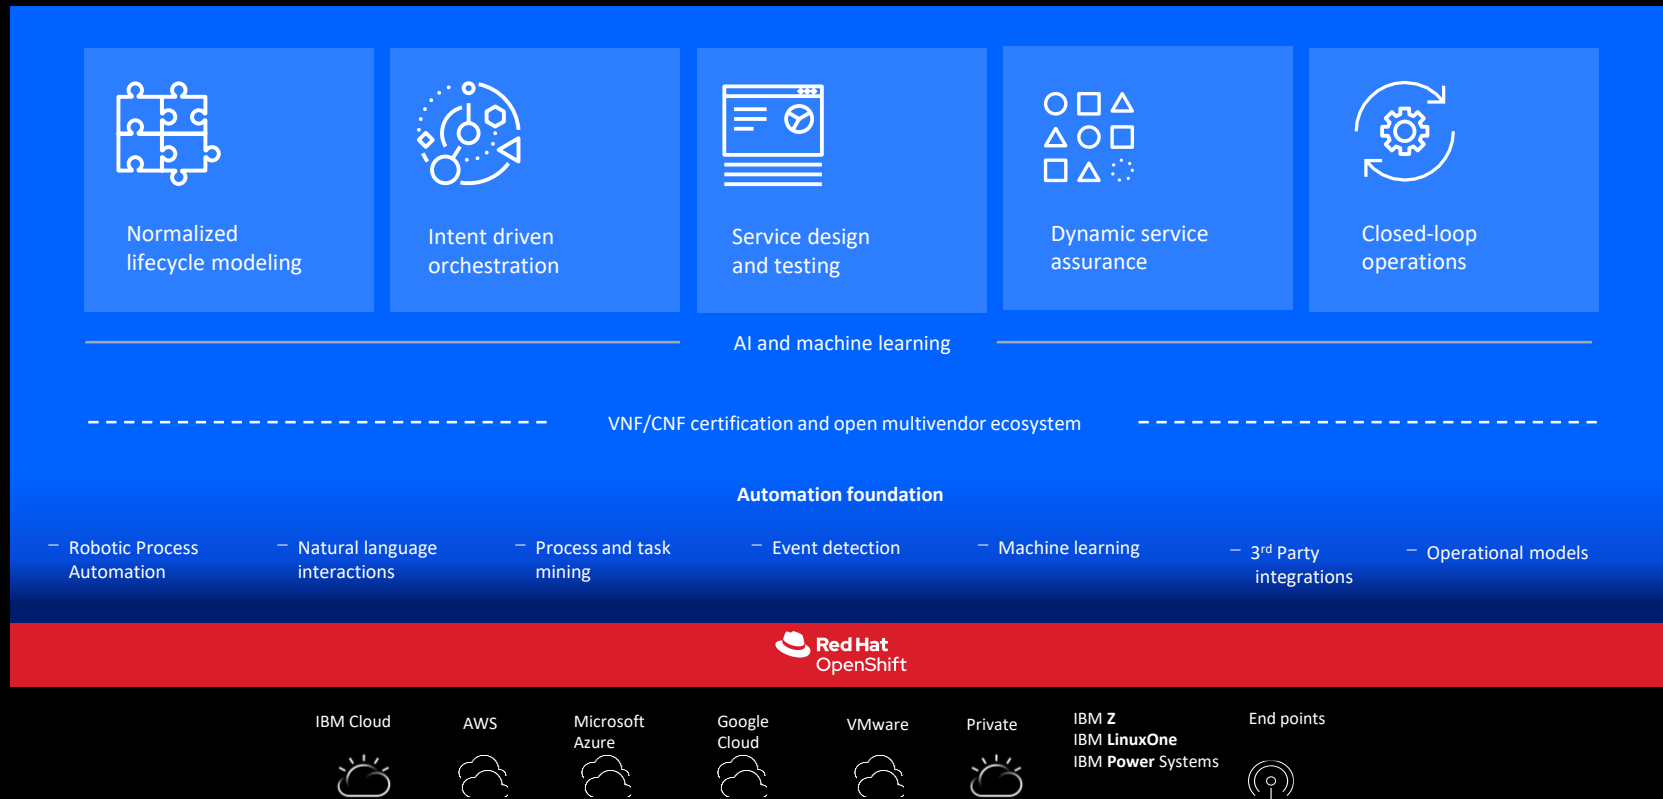 Normalized
lifecycle modeling
Intent driven
orchestration
Service design
and testing
Dynamic service
assurance
Closed-loop
operations
AI and machine learning
VNF/CNF certification and open multivendor ecosystem
Automation foundation
– Robotic Process
Automation
– Natural language
interactions
– Process and task
mining
– Event detection
– Machine learning
– 3rd Party
integrations
– Operational models
Red Hat
OpenShift
IBM Cloud
AWS
Microsoft
Azure
Google
Cloud
VMware
Private
IBM Z
IBM LinuxOne
IBM Power Systems
End points